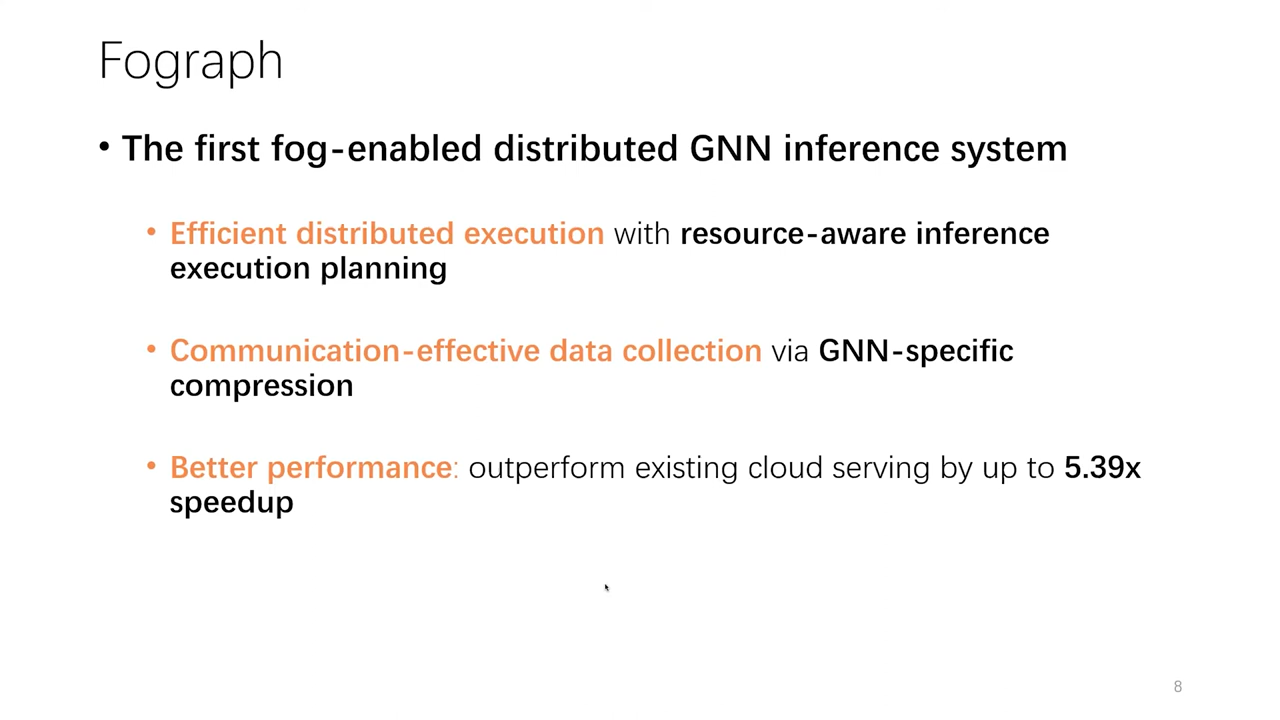 Fograph
• The first fog-enabled distributed GNN inference system
• Efficient distributed execution with resource-aware inference
execution planning
• Communication-effective data collection via GNN-specific
compression
• Better performance: outperform existing cloud serving by up to 5.39x
speedup
8